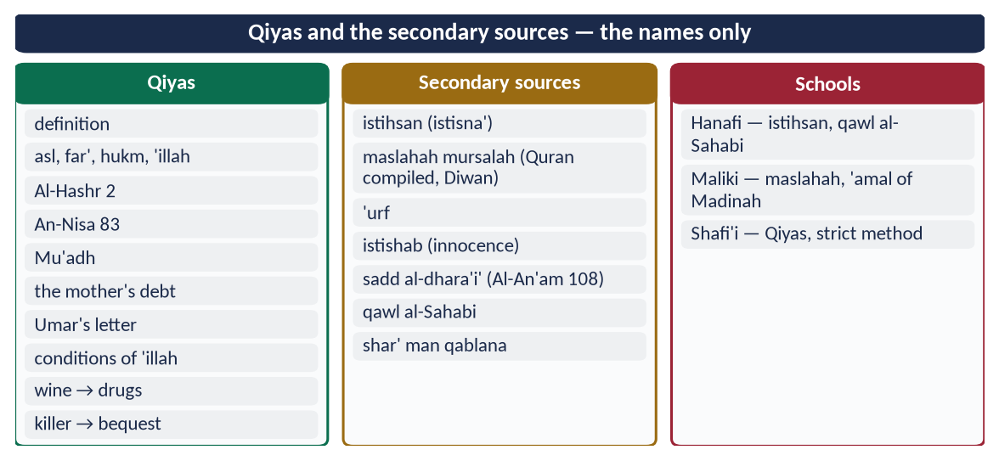 Qiyas and the secondary sources — the names only
Qiyas
definition
asl, far', hukm, 'illah
Al-Hashr 2
An-Nisa 83
Mu'adh
the mother's debt
Umar's letter
conditions of 'illah
wine → drugs
killer → bequest
Secondary sources
istihsan (istisna')
maslahah mursalah (Quran
compiled, Diwan)
'urf
istishab (innocence)
sadd al-dhara'i' (Al-An'am 108)
qawl al-Sahabi
shar' man qablana
Schools
Hanafi — istihsan, qawl al-
Sahabi
Maliki — maslahah, 'amal of
Madinah
Shafi'i — Qiyas, strict method